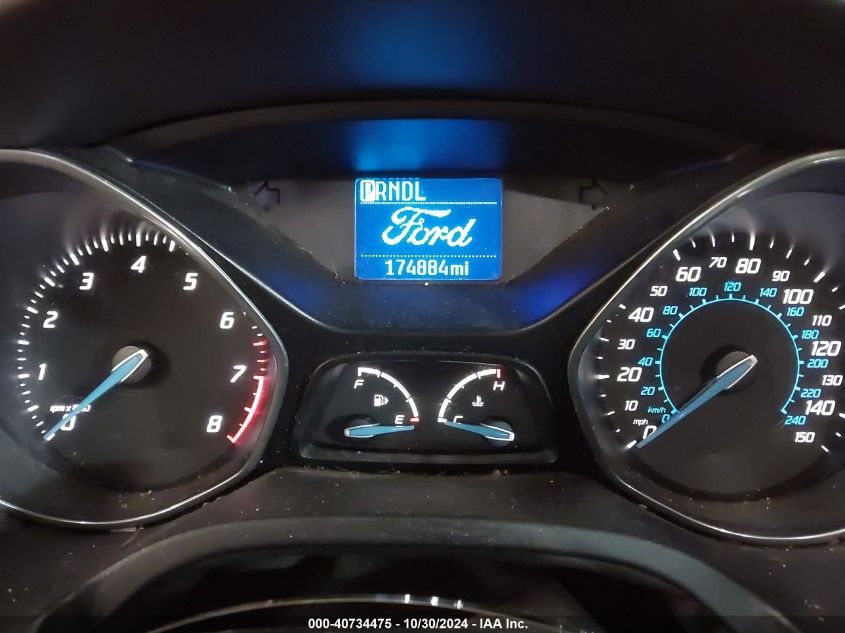 PRNDL
Ford
174884mi
0 1 2 3 4 5 6 7 8
F E
C H
mph 0 10 20 30 40 50 60 70 80 90 100 110 120 130 140 150
km/h 0 20 40 60 80 100 120 140 160 180 200 220 240
000-40734475 - 10/30/2024 - IAA Inc.